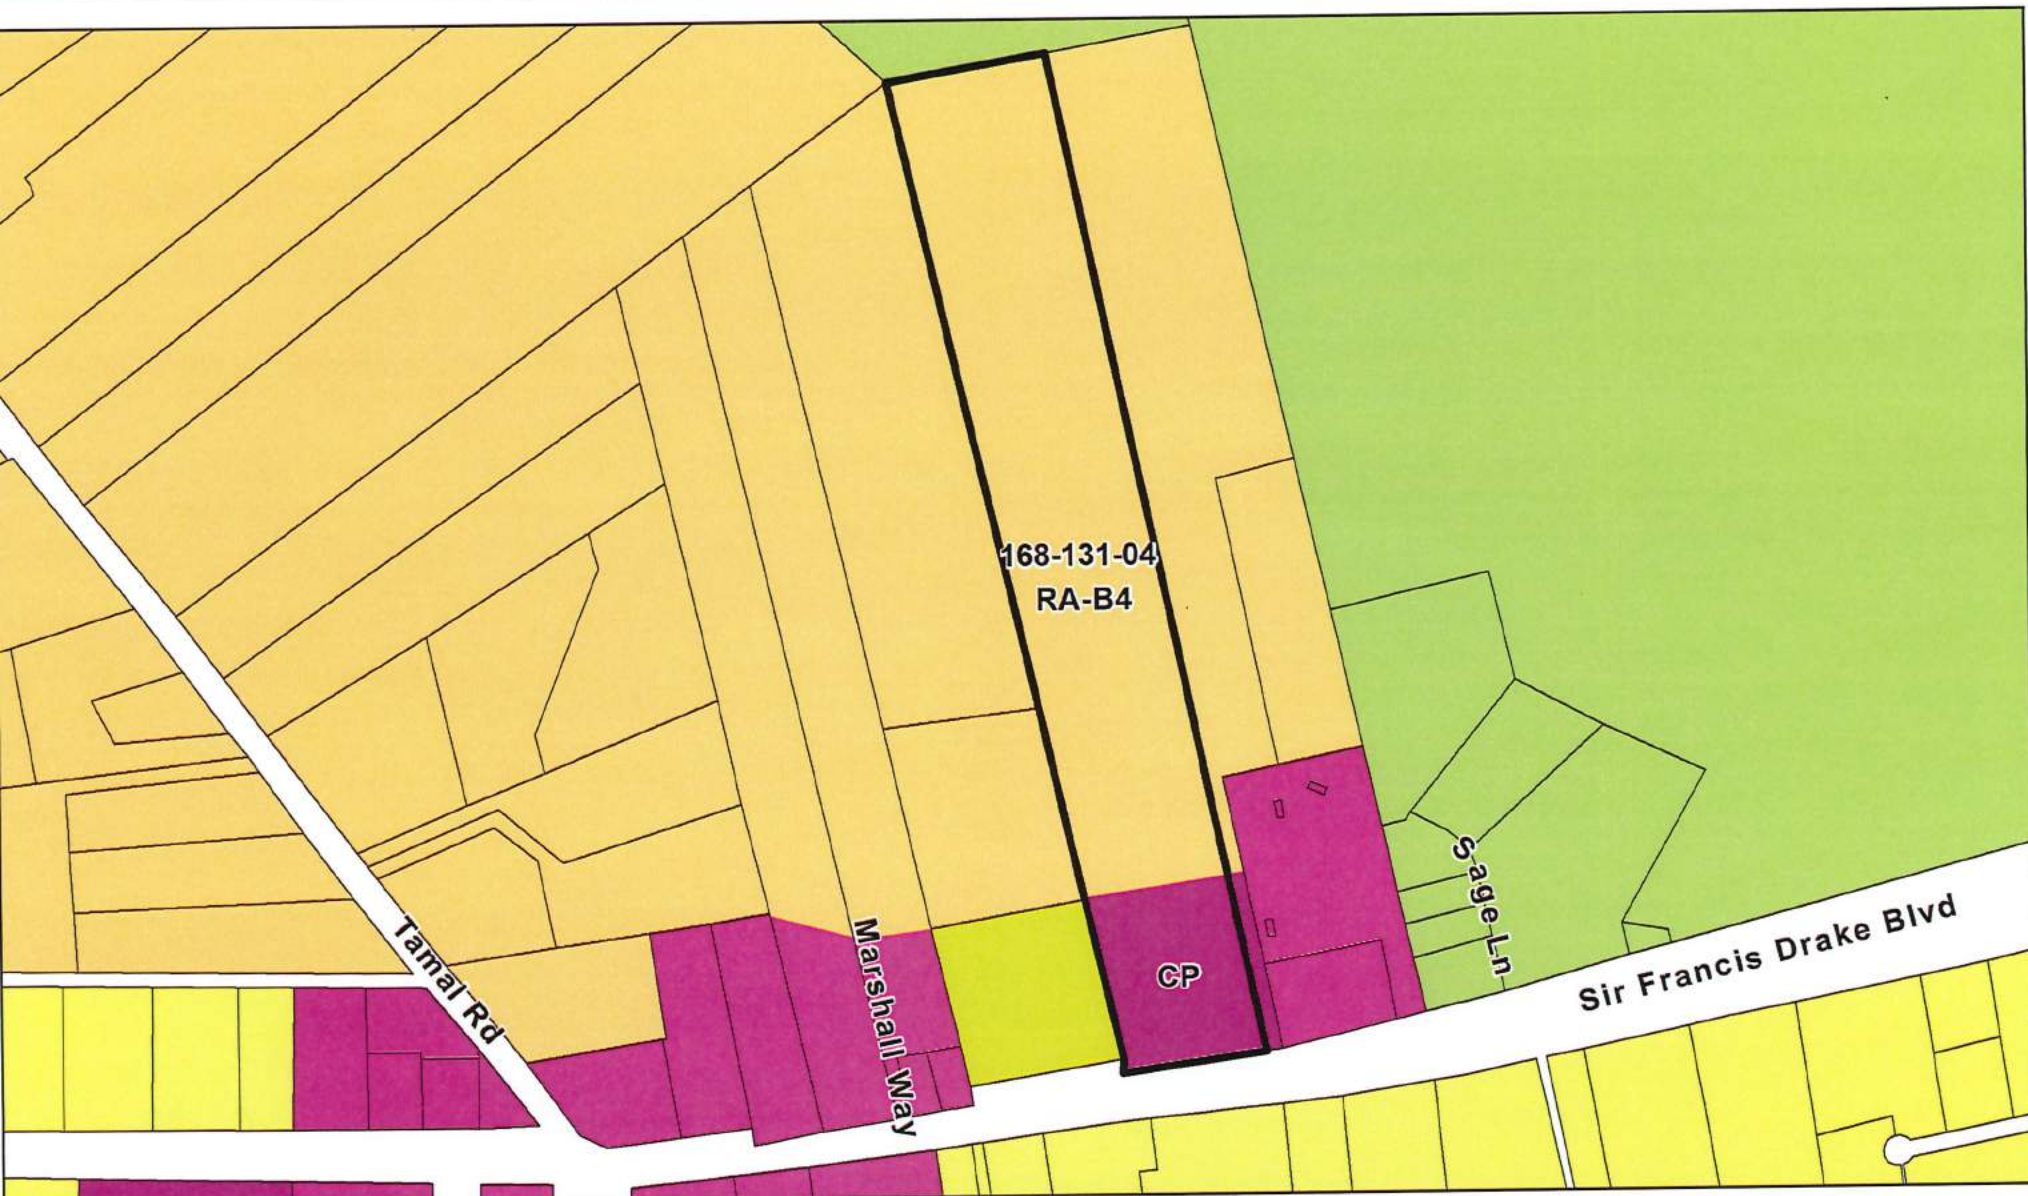 168-131-04
RA-B4
Sage Ln
Sir Francis Drake Blvd
Tamal Rd
Marshall Way
CP